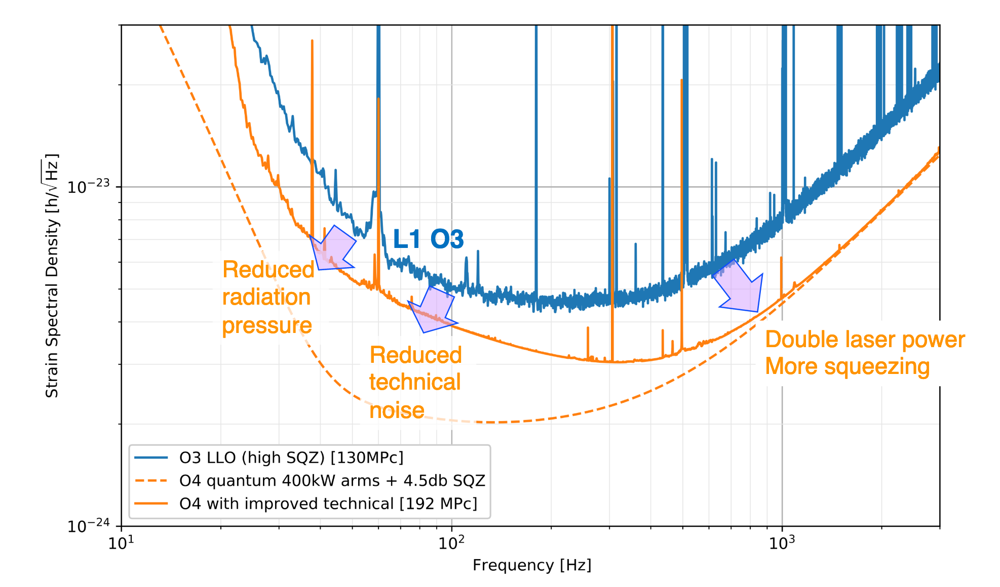 L1 O3
Reduced
radiation
pressure
Reduced
technical
noise
Double laser power
More squeezing
Strain Spectral Density [h/√Hz]
10⁻²³
10⁻²⁴
O3 LLO (high SQZ) [130MPc]
O4 quantum 400kW arms + 4.5db SQZ
O4 with improved technical [192 MPc]
10¹ 10² 10³
Frequency [Hz]